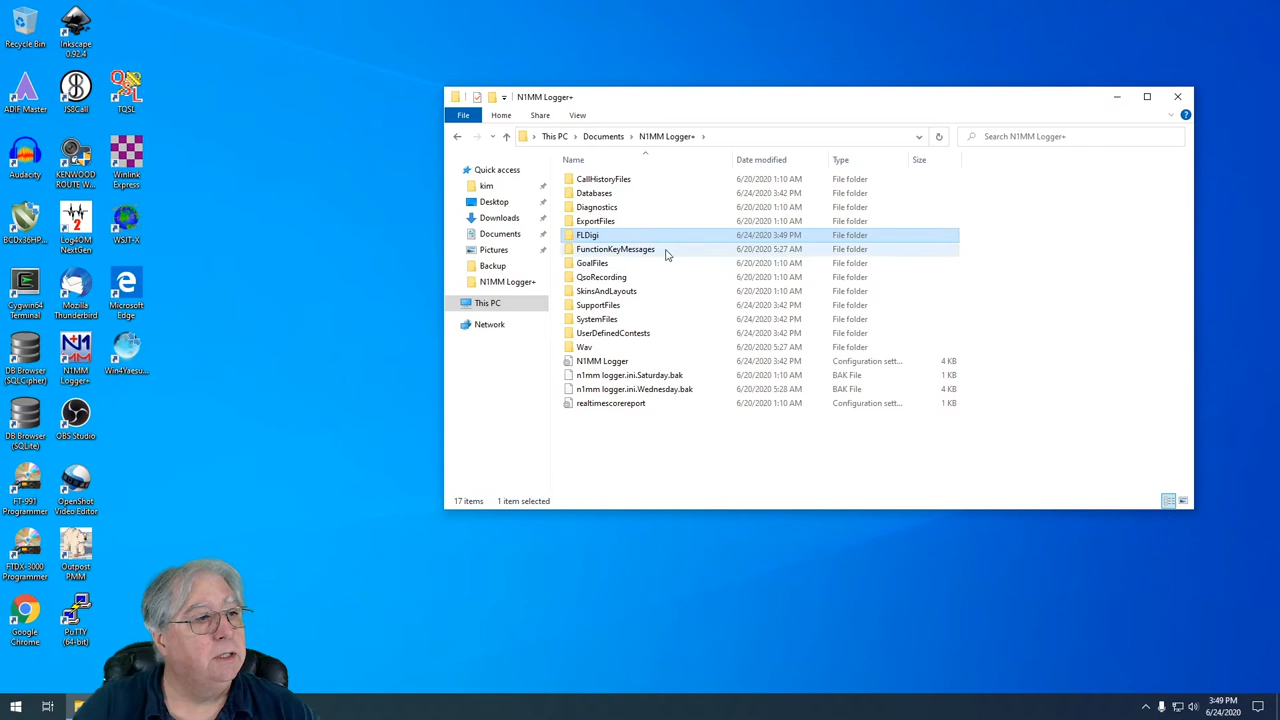 Recycle Bin
Inkscape
0.92.4
ADIF Master
JS8Call
TQSL
Audacity
KENWOOD
ROUTE W...
Winlink
Express
BCDx36HP...
Log4OM
NextGen
WSJT-X
Cygwin64
Terminal
Mozilla
Thunderbird
Microsoft
Edge
DB Browser
(SQLCipher)
N1MM
Logger+
Win4Yaesu...
DB Browser
(SQLite)
OBS Studio
FT-991
Programmer
OpenShot
Video Editor
FTDX-3000
Programmer
Outpost
PMM
Google
Chrome
PuTTY
(64-bit)
N1MM Logger+
File Home Share View
This PC > Documents > N1MM Logger+ >
Search N1MM Logger+
Quick access
kim
Desktop
Downloads
Documents
Pictures
Backup
N1MM Logger+
This PC
Network
Name Date modified Type Size
CallHistoryFiles 6/20/2020 1:10 AM File folder
Databases 6/24/2020 3:42 PM File folder
Diagnostics 6/20/2020 1:10 AM File folder
ExportFiles 6/20/2020 1:10 AM File folder
FLDigi 6/24/2020 3:49 PM File folder
FunctionKeyMessages 6/20/2020 5:27 AM File folder
GoalFiles 6/20/2020 1:10 AM File folder
QsoRecording 6/20/2020 1:10 AM File folder
SkinsAndLayouts 6/20/2020 1:10 AM File folder
SupportFiles 6/24/2020 3:42 PM File folder
SystemFiles 6/24/2020 3:42 PM File folder
UserDefinedContests 6/24/2020 3:42 PM File folder
Wav 6/20/2020 5:27 AM File folder
N1MM Logger 6/24/2020 3:42 PM Configuration sett... 4 KB
n1mm logger.ini.Saturday.bak 6/20/2020 1:10 AM BAK File 1 KB
n1mm logger.ini.Wednesday.bak 6/20/2020 5:28 AM BAK File 4 KB
realtimescorereport 6/20/2020 1:10 AM Configuration sett... 1 KB
17 items 1 item selected
3:49 PM
6/24/2020